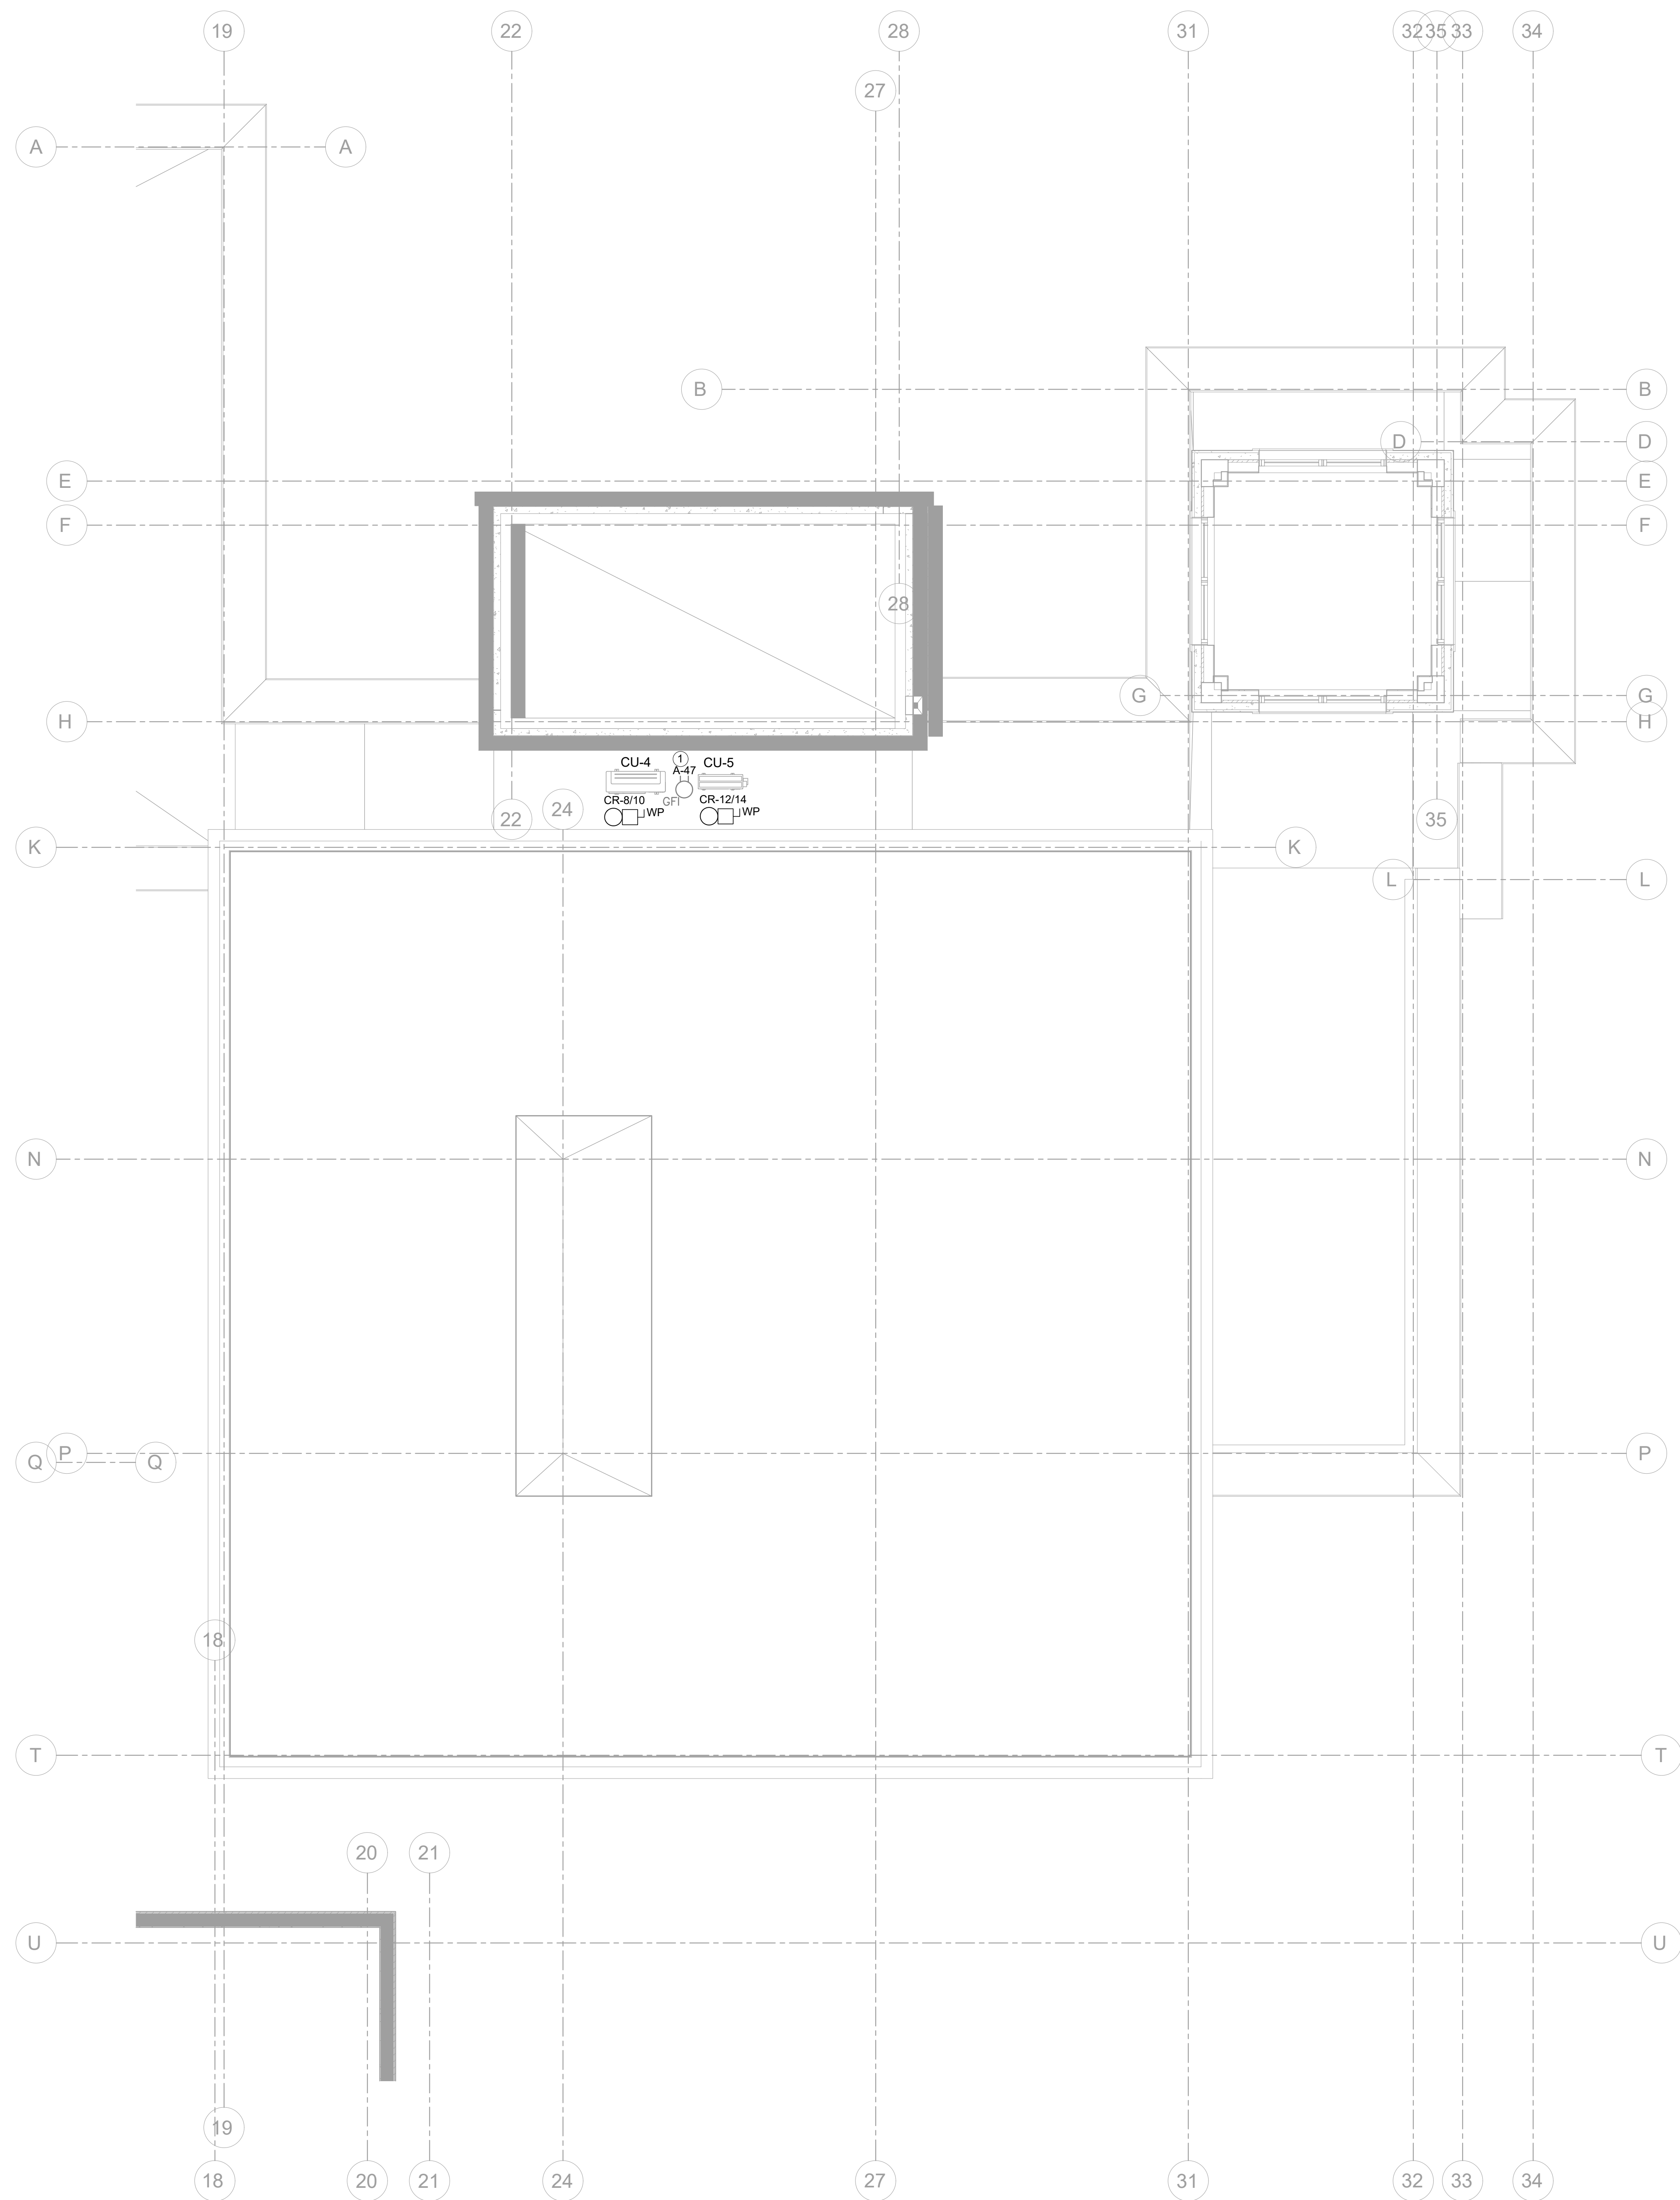 19 22 28 31 32 35 33 34
27
A A
B B
D D
E E
F F
28
G G
H H
1
CU-4 A-47 CU-5
CR-8/10 GFI CR-12/14
WP WP
22 24 35
K K
L L
N N
P P
Q Q
18
T T
20 21
U U
19
18 20 21 24 27 31 32 33 34